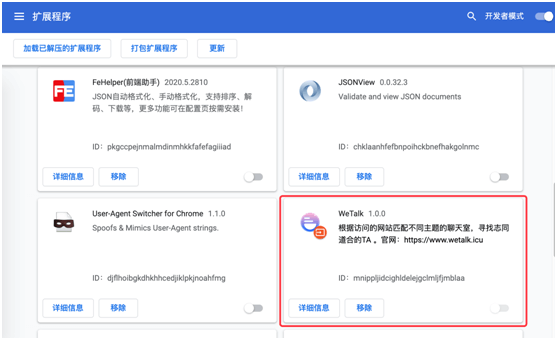 扩展程序
开发者模式
加载已解压的扩展程序
打包扩展程序
更新
FeHelper(前端助手) 2020.5.2810
JSON自动格式化、手动格式化，支持排序、解
码、下载等，更多功能可在配置页按需安装！
ID：pkgccpejnmalmdinmhkkfafefagiiiad
详细信息
移除
JSONView 0.0.32.3
Validate and view JSON documents
ID：chklaanhfefbnpoihckbnefhakgolnmc
详细信息
移除
User-Agent Switcher for Chrome 1.1.0
Spoofs & Mimics User-Agent strings.
ID：djflhoibgkdhkhhcedjiklpkjnoahfmg
详细信息
移除
WeTalk 1.0.0
根据访问的网站匹配不同主题的聊天室，寻找志同
道合的TA 。官网：https://www.wetalk.icu
ID：mnippljidcighldelejgclmljfjmblaa
详细信息
移除